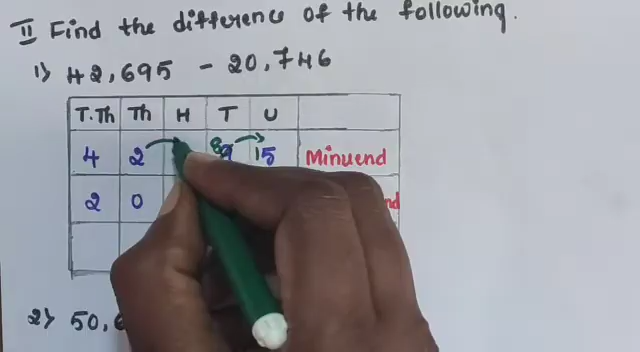 II Find the difference of the following.
1) 42,695 - 20,746
T.Th Th H T U
4 2 8 9 15 Minuend
2 0
2) 50,